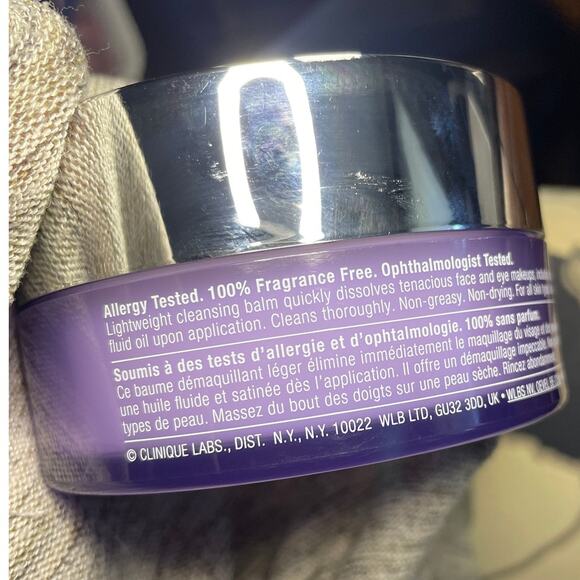 Allergy Tested. 100% Fragrance Free. Ophthalmologist Tested.
Lightweight cleansing balm quickly dissolves tenacious face and eye makeups,
fluid oil upon application. Cleans thoroughly. Non-greasy. Non-drying. For all skin
Soumis à des tests d'allergie et d'ophtalmologie. 100% sans parfum.
Ce baume démaquillant léger élimine immédiatement le maquillage du visage et
une huile fluide et satinée dès l'application. Il offre un démaquillage impeccable.
types de peau. Massez du bout des doigts sur une peau sèche. Rincez
© CLINIQUE LABS., DIST. N.Y., N.Y. 10022 WLB LTD, GU32 3DD, UK • WLBS NV,